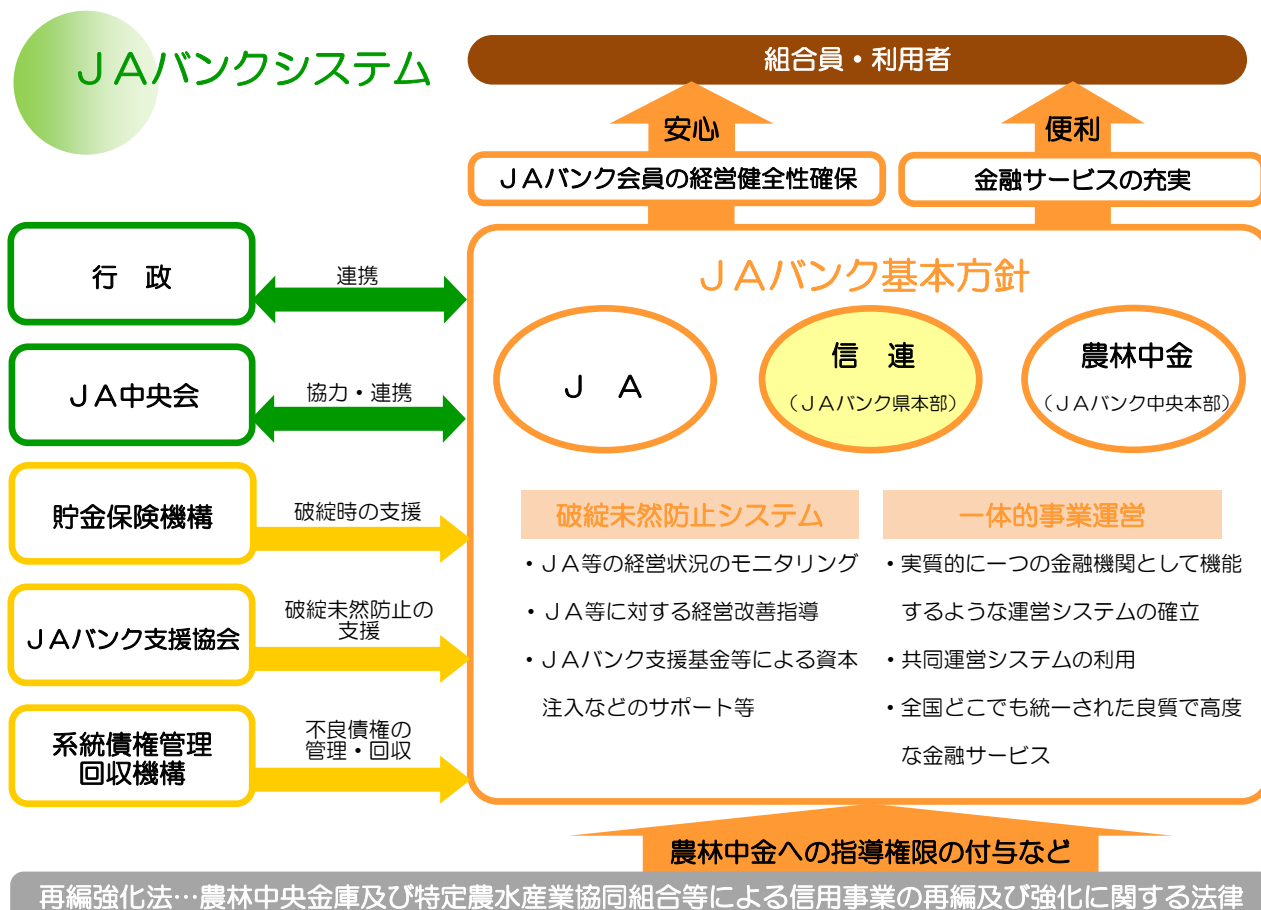 ＪＡバンクシステム
組合員・利用者
安心
便利
ＪＡバンク会員の経営健全性確保
金融サービスの充実
行　政
連携
ＪＡ中央会
協力・連携
貯金保険機構
破綻時の支援
ＪＡバンク支援協会
破綻未然防止の
支援
系統債権管理
回収機構
不良債権の
管理・回収
ＪＡバンク基本方針
Ｊ　Ａ
信　連
（ＪＡバンク県本部）
農林中金
（ＪＡバンク中央本部）
破綻未然防止システム
・ＪＡ等の経営状況のモニタリング
・ＪＡ等に対する経営改善指導
・ＪＡバンク支援基金等による資本
注入などのサポート等
一体的事業運営
・実質的に一つの金融機関として機能
するような運営システムの確立
・共同運営システムの利用
・全国どこでも統一された良質で高度
な金融サービス
農林中金への指導権限の付与など
再編強化法…農林中央金庫及び特定農水産業協同組合等による信用事業の再編及び強化に関する法律